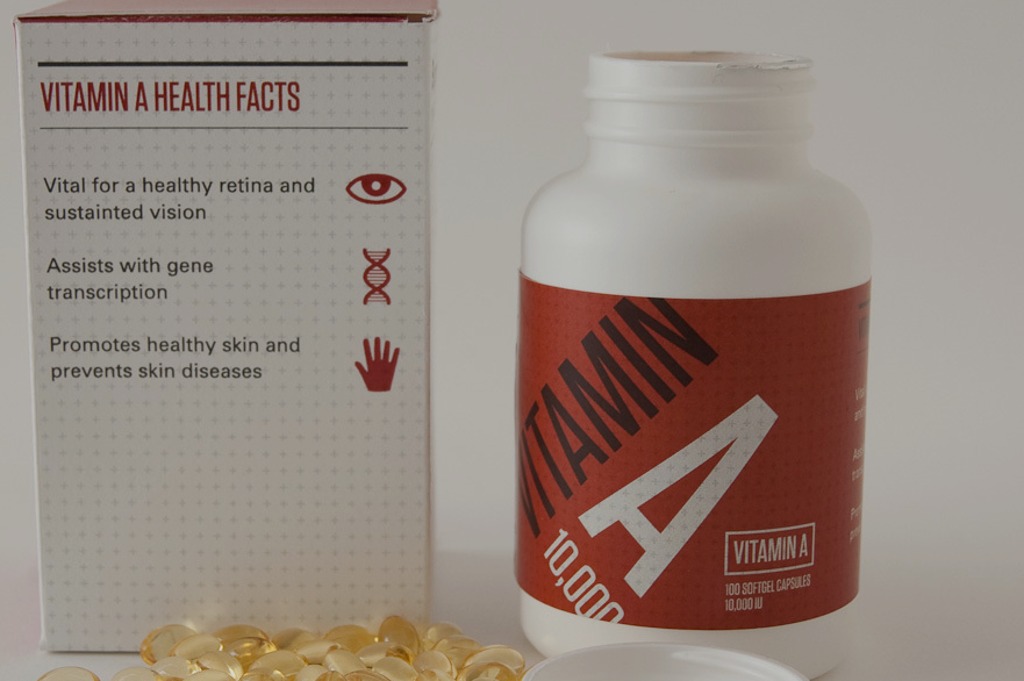 VITAMIN A HEALTH FACTS
Vital for a healthy retina and
sustainted vision
Assists with gene
transcription
Promotes healthy skin and
prevents skin diseases
VITAMIN
A
10,000
VITAMIN A
100 SOFTGEL CAPSULES
10,000 IU